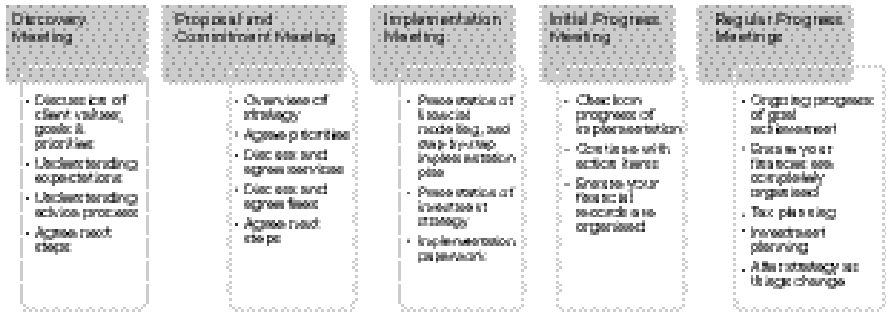 Discovery
Meeting
• Discussion of
client values,
goals &
priorities
• Understanding
expectations
• Understanding
advice process
• Agree next
steps
Proposal and
Commitment Meeting
• Overview of
strategy
• Agree priorities
• Discuss and
agree services
• Discuss and
agree fees
• Agree next
steps
Implementation
Meeting
• Presentation of
financial
modelling, and
step by step
implementation
plan
• Presentation of
investment
strategy
• Implementation
paperwork
Initial Progress
Meeting
- Check on
progress of
implementation
- Continue with
action items
- Ensure your
financial
records are
organised
Regular Progress
Meetings
• Ongoing progress
of goal
achievement
• Ensure your
finances are
completely
organised
• Tax planning
• Investment
planning
• Alter strategy as
things change